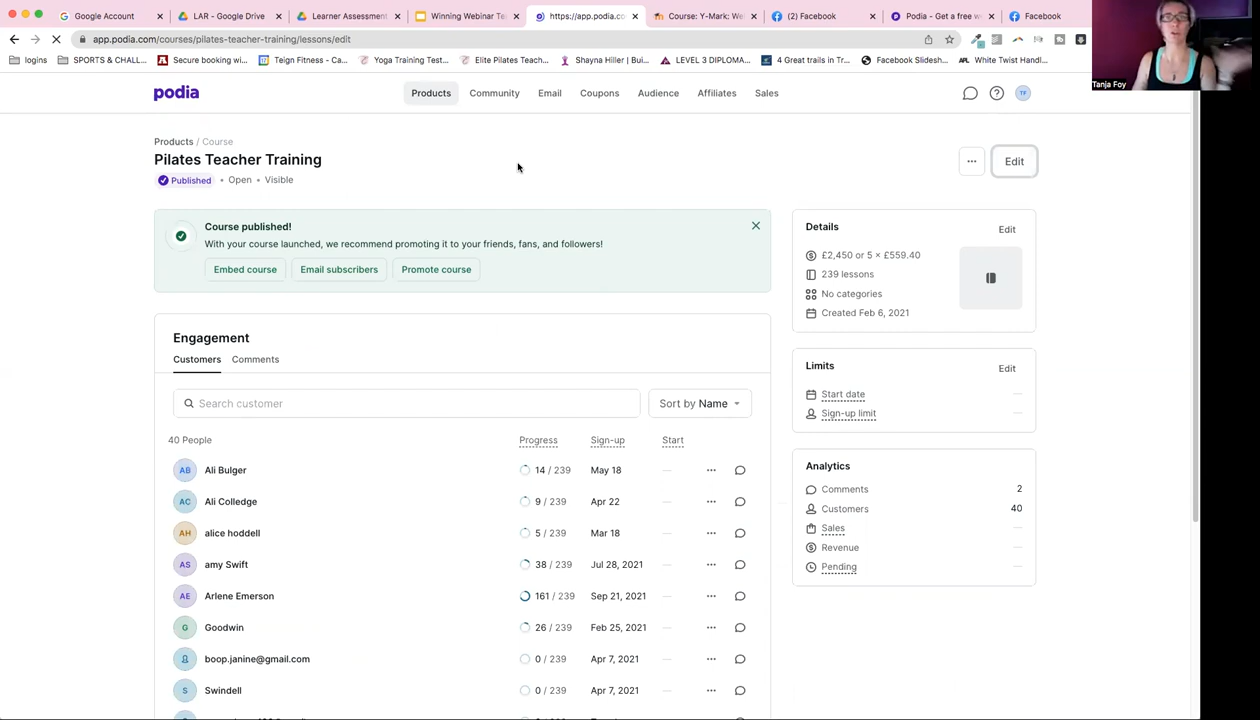 Google Account
LAR - Google Drive
Learner Assessment
Winning Webinar Te
https://app.podia.co
Course: Y-Mark: We
(2) Facebook
Podia - Get a free w
Facebook
app.podia.com/courses/pilates-teacher-training/lessons/edit
logins
SPORTS & CHALL...
Secure booking wi...
Teign Fitness - Ca...
Yoga Training Test...
Elite Pilates Teach...
Shayna Hiller | Bui...
LEVEL 3 DIPLOMA...
4 Great trails in Tr...
Facebook Slidesh...
APL White Twist Handl...
Tanja Foy
podia
Products
Community
Email
Coupons
Audience
Affiliates
Sales
TF
Products / Course
Pilates Teacher Training
Published • Open • Visible
Edit
Course published!
With your course launched, we recommend promoting it to your friends, fans, and followers!
Embed course
Email subscribers
Promote course
Details
Edit
£2,450 or 5 × £559.40
239 lessons
No categories
Created Feb 6, 2021
Limits
Edit
Start date —
Sign-up limit —
Analytics
Comments 2
Customers 40
Sales —
Revenue —
Pending —
Engagement
Customers
Comments
Search customer
Sort by Name
40 People Progress Sign-up Start
AB Ali Bulger 14 / 239 May 18 —
AC Ali Colledge 9 / 239 Apr 22 —
AH alice hoddell 5 / 239 Mar 18 —
AS amy Swift 38 / 239 Jul 28, 2021 —
AE Arlene Emerson 161 / 239 Sep 21, 2021 —
G Goodwin 26 / 239 Feb 25, 2021 —
boop.janine@gmail.com 0 / 239 Apr 7, 2021 —
S Swindell 0 / 239 Apr 7, 2021 —